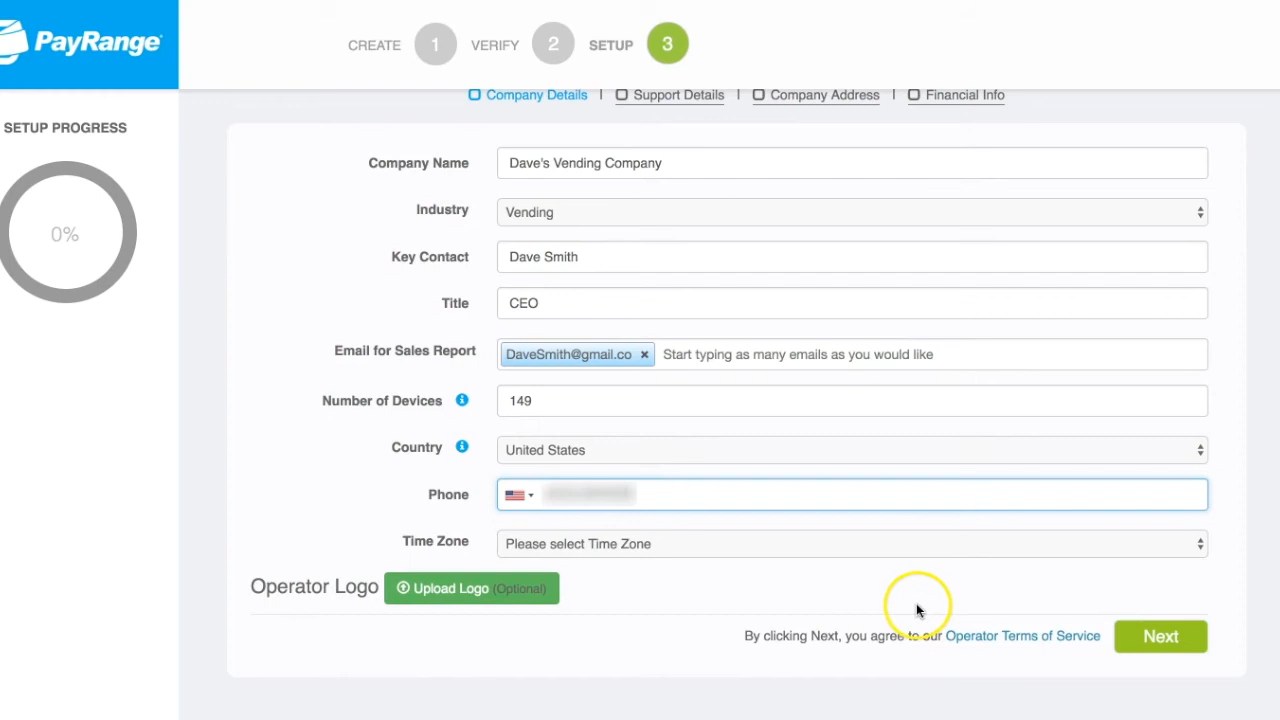 PayRange
CREATE 1 VERIFY 2 SETUP 3
Company Details | Support Details | Company Address | Financial Info
SETUP PROGRESS
0%
Company Name Dave's Vending Company
Industry Vending
Key Contact Dave Smith
Title CEO
Email for Sales Report DaveSmith@gmail.co × Start typing as many emails as you would like
Number of Devices 149
Country United States
Phone
Time Zone Please select Time Zone
Operator Logo Upload Logo (Optional)
By clicking Next, you agree to our Operator Terms of Service Next